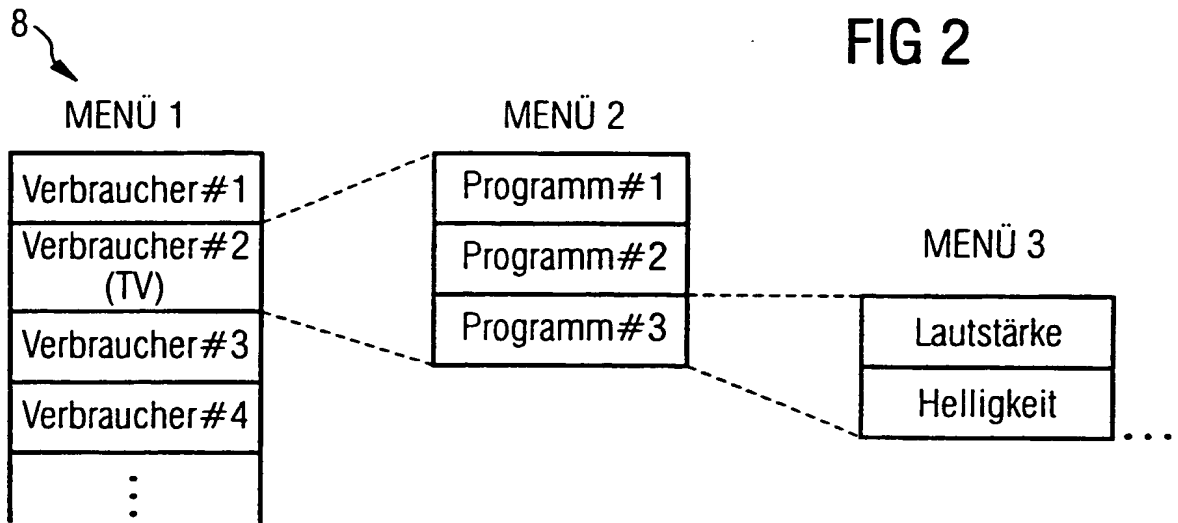 8
FIG 2
MENÜ 1
Verbraucher#1
Verbraucher#2
(TV)
Verbraucher#3
Verbraucher#4
⋮
MENÜ 2
Programm#1
Programm#2
Programm#3
MENÜ 3
Lautstärke
Helligkeit
...